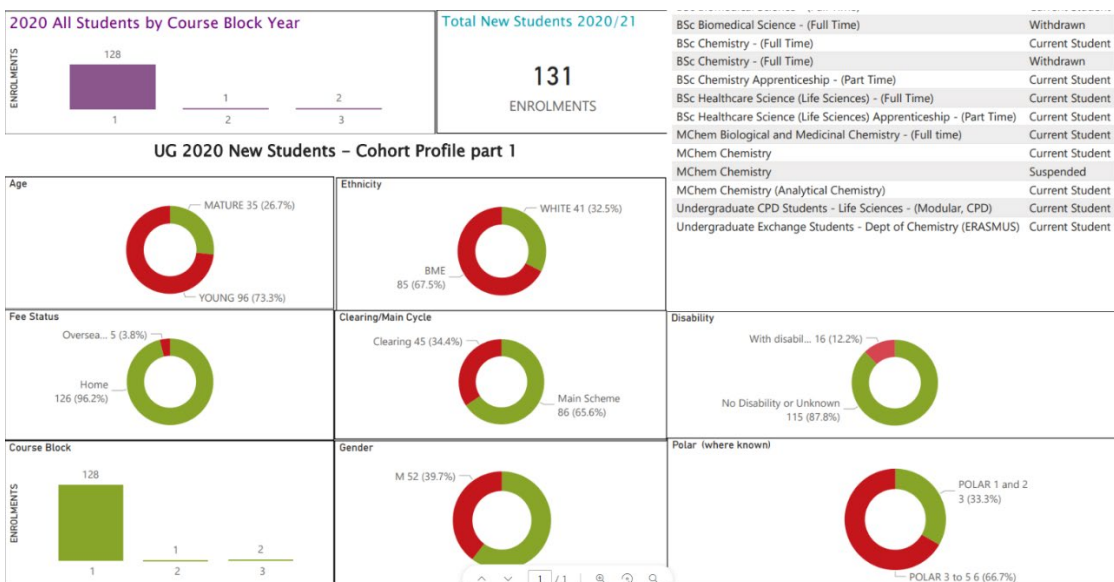 2020 All Students by Course Block Year
ENROLMENTS
128
1
2
1
2
3
Total New Students 2020/21
131
ENROLMENTS
BSc Biomedical Science - (Full Time) Withdrawn
BSc Chemistry - (Full Time) Current Student
BSc Chemistry - (Full Time) Withdrawn
BSc Chemistry Apprenticeship - (Part Time) Current Student
BSc Healthcare Science (Life Sciences) - (Full Time) Current Student
BSc Healthcare Science (Life Sciences) Apprenticeship - (Part Time) Current Student
MChem Biological and Medicinal Chemistry - (Full time) Current Student
MChem Chemistry Current Student
MChem Chemistry Suspended
MChem Chemistry (Analytical Chemistry) Current Student
Undergraduate CPD Students - Life Sciences - (Modular, CPD) Current Student
Undergraduate Exchange Students - Dept of Chemistry (ERASMUS) Current Student
UG 2020 New Students – Cohort Profile part 1
Age
MATURE 35 (26.7%)
YOUNG 96 (73.3%)
Ethnicity
WHITE 41 (32.5%)
BME
85 (67.5%)
Fee Status
Oversea... 5 (3.8%)
Home
126 (96.2%)
Clearing/Main Cycle
Clearing 45 (34.4%)
Main Scheme
86 (65.6%)
Disability
With disabil... 16 (12.2%)
No Disability or Unknown
115 (87.8%)
Course Block
ENROLMENTS
128
1
2
1
2
3
Gender
M 52 (39.7%)
1 / 1
Polar (where known)
POLAR 1 and 2
3 (33.3%)
POLAR 3 to 5 6 (66.7%)